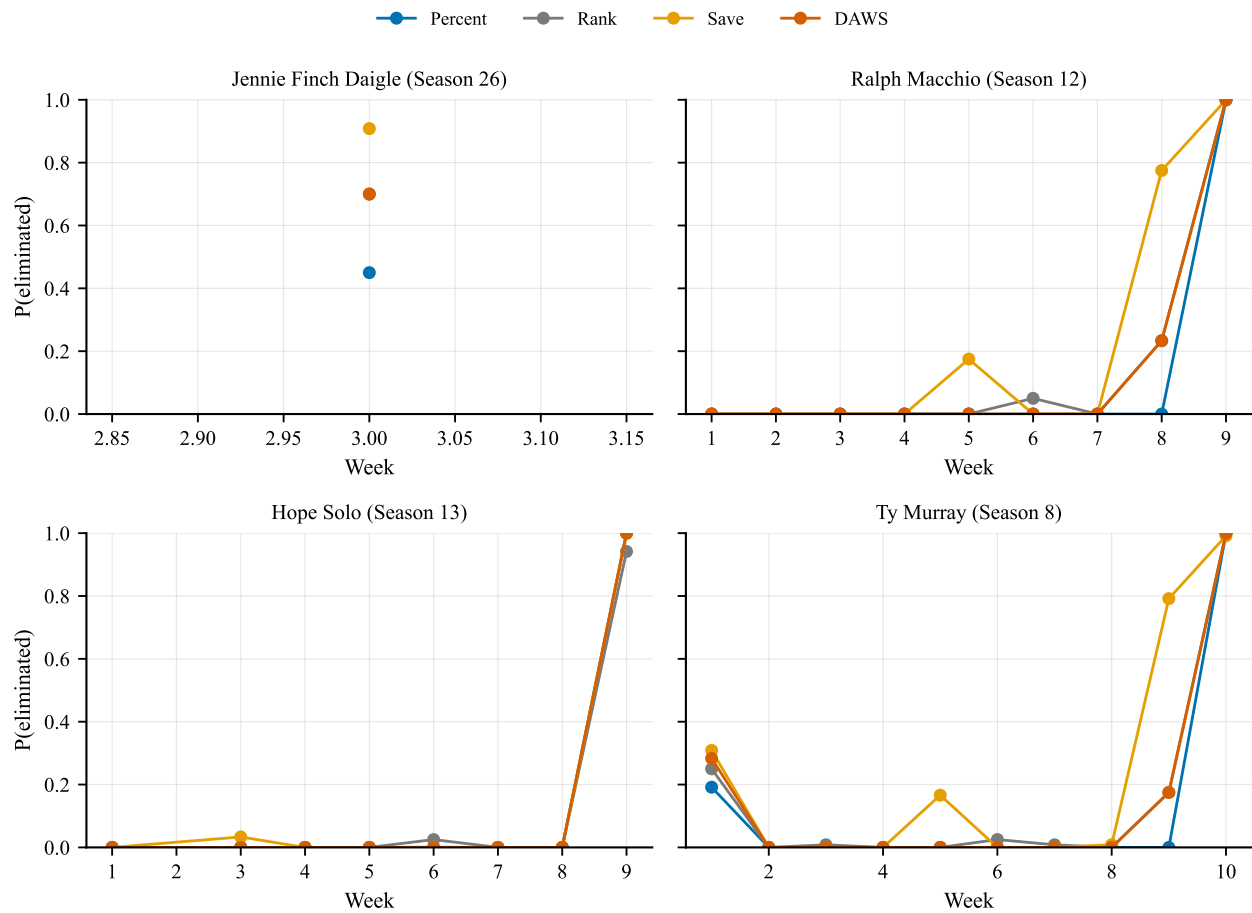 Percent Rank Save DAWS
Jennie Finch Daigle (Season 26)
P(eliminated)
1.0
0.8
0.6
0.4
0.2
0.0
2.85 2.90 2.95 3.00 3.05 3.10 3.15
Week
Ralph Macchio (Season 12)
1 2 3 4 5 6 7 8 9
Week
Hope Solo (Season 13)
P(eliminated)
1.0
0.8
0.6
0.4
0.2
0.0
1 2 3 4 5 6 7 8 9
Week
Ty Murray (Season 8)
2 4 6 8 10
Week